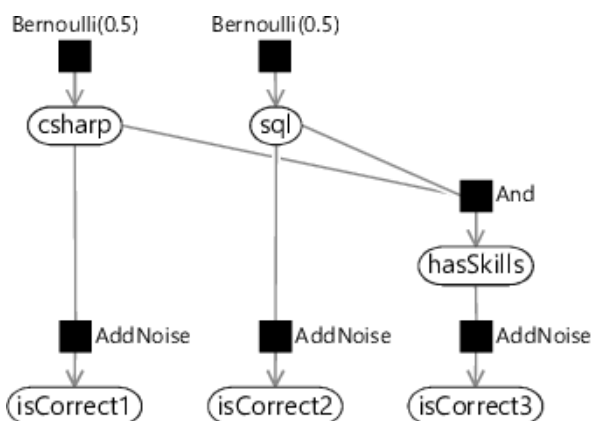 Bernoulli(0.5) Bernoulli(0.5)
csharp sql
And
hasSkills
AddNoise AddNoise AddNoise
isCorrect1 isCorrect2 isCorrect3